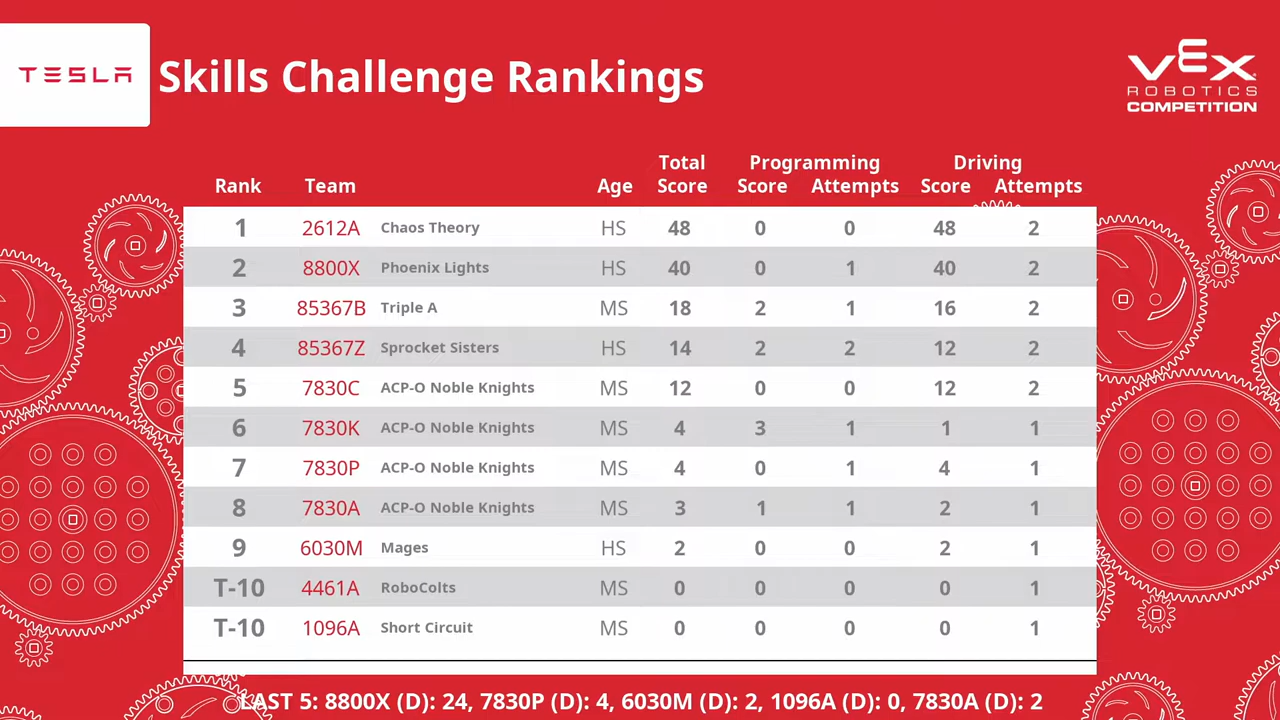 TESLA
Skills Challenge Rankings
VEX
ROBOTICS
COMPETITION
Total Programming Driving
Rank Team Age Score Score Attempts Score Attempts
1 2612A Chaos Theory HS 48 0 0 48 2
2 8800X Phoenix Lights HS 40 0 1 40 2
3 85367B Triple A MS 18 2 1 16 2
4 85367Z Sprocket Sisters HS 14 2 2 12 2
5 7830C ACP-O Noble Knights MS 12 0 0 12 2
6 7830K ACP-O Noble Knights MS 4 3 1 1 1
7 7830P ACP-O Noble Knights MS 4 0 1 4 1
8 7830A ACP-O Noble Knights MS 3 1 1 2 1
9 6030M Mages HS 2 0 0 2 1
T-10 4461A RoboColts MS 0 0 0 0 1
T-10 1096A Short Circuit MS 0 0 0 0 1
LAST 5: 8800X (D): 24, 7830P (D): 4, 6030M (D): 2, 1096A (D): 0, 7830A (D): 2